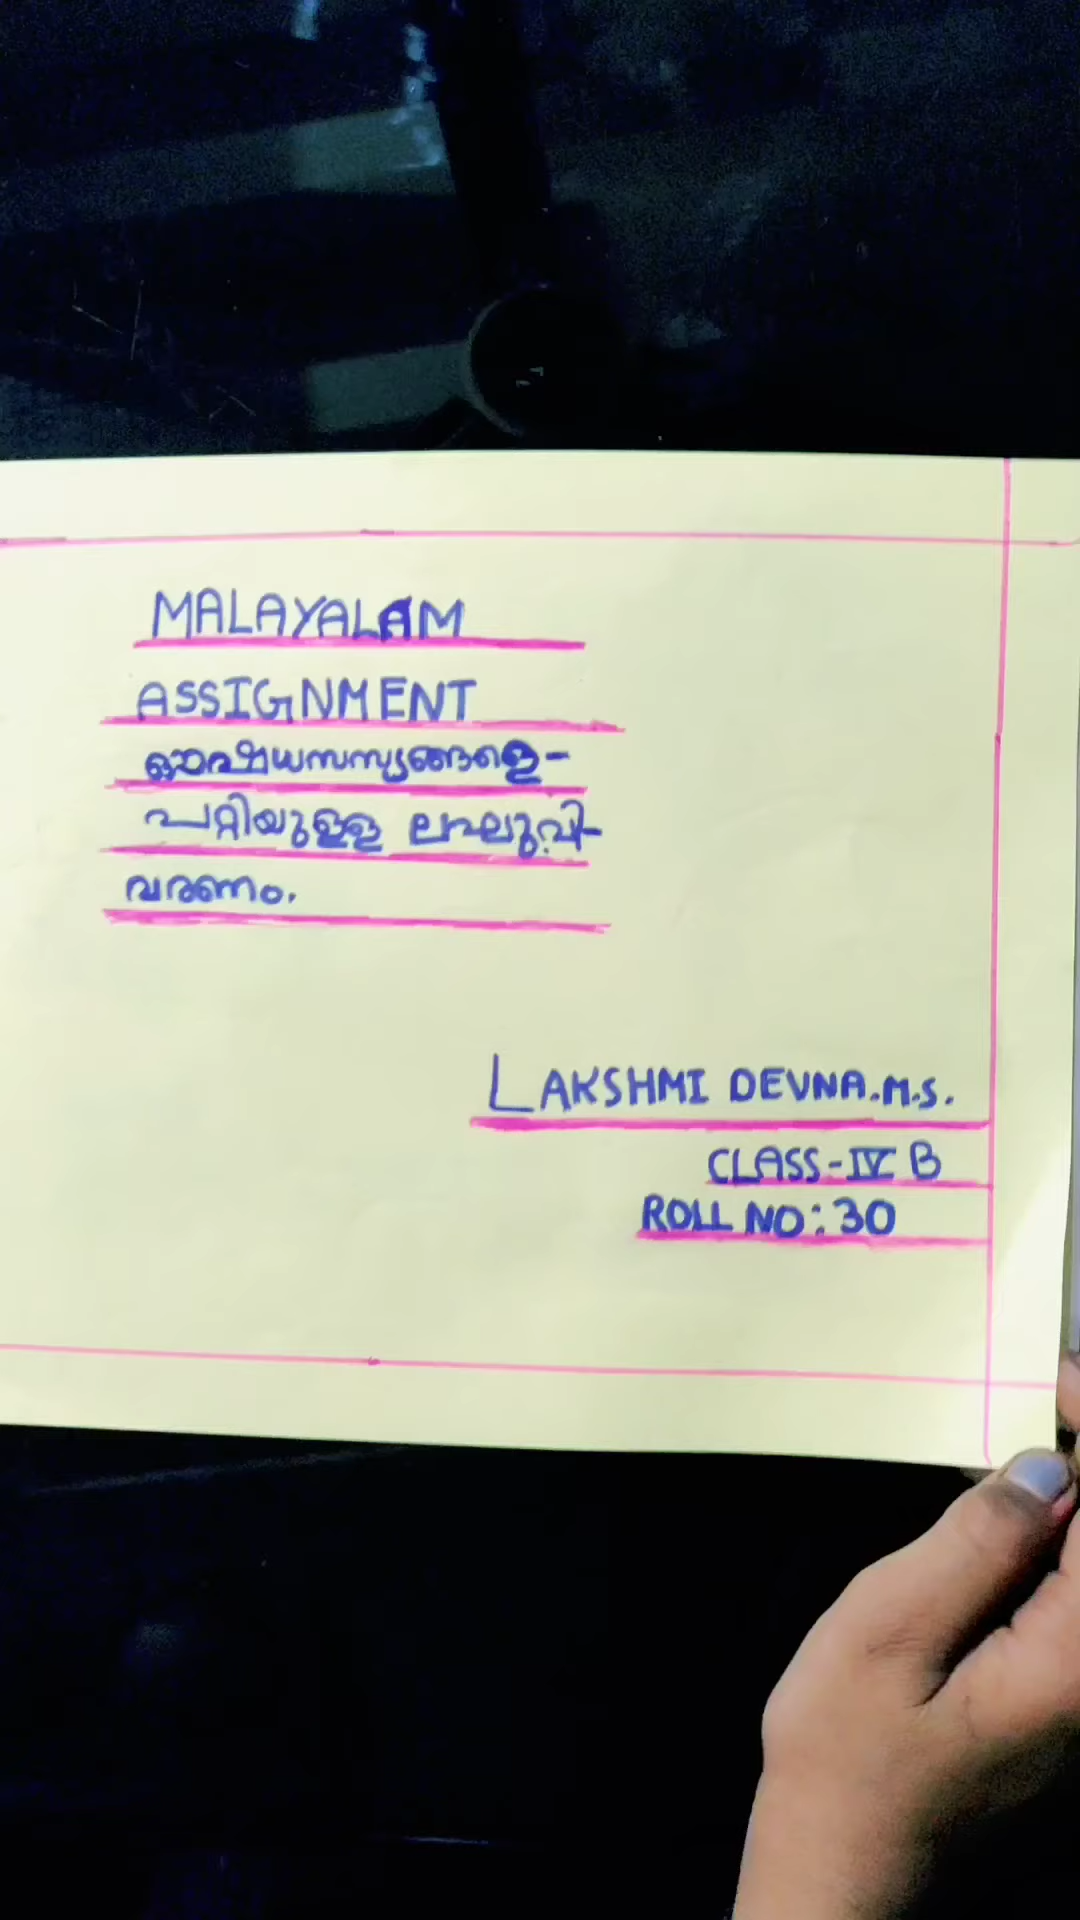 MALAYALAM
ASSIGNMENT
ഔഷധസസ്യങ്ങളെ-
പറ്റിയുള്ള ലഘുവി-
വരണം.
LAKSHMI DEVNA.M.S.
CLASS-IV B
ROLL NO:30